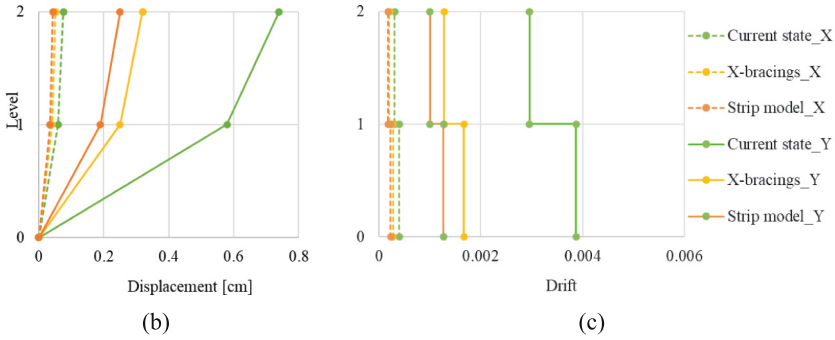 2
1
0
Level
0
0.2
0.4
0.6
0.8
Displacement [cm]
(b)
2
1
0
0
0.002
0.004
0.006
Drift
(c)
Current state_X
X-bracings_X
Strip model_X
Current state_Y
X-bracings_Y
Strip model_Y